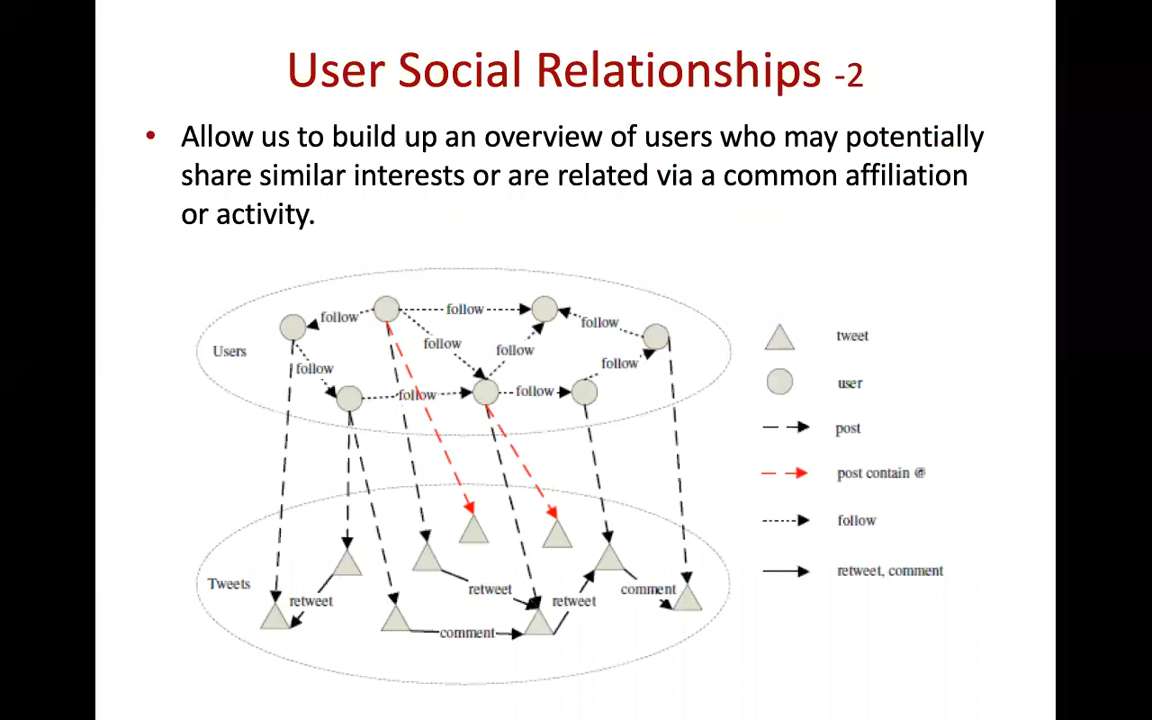 User Social Relationships -2
• Allow us to build up an overview of users who may potentially
share similar interests or are related via a common affiliation
or activity.
follow
follow
follow
Users
follow
follow
follow
follow
follow
follow
tweet
user
post
post contain @
follow
retweet, comment
Tweets
retweet
retweet
retweet
comment
comment